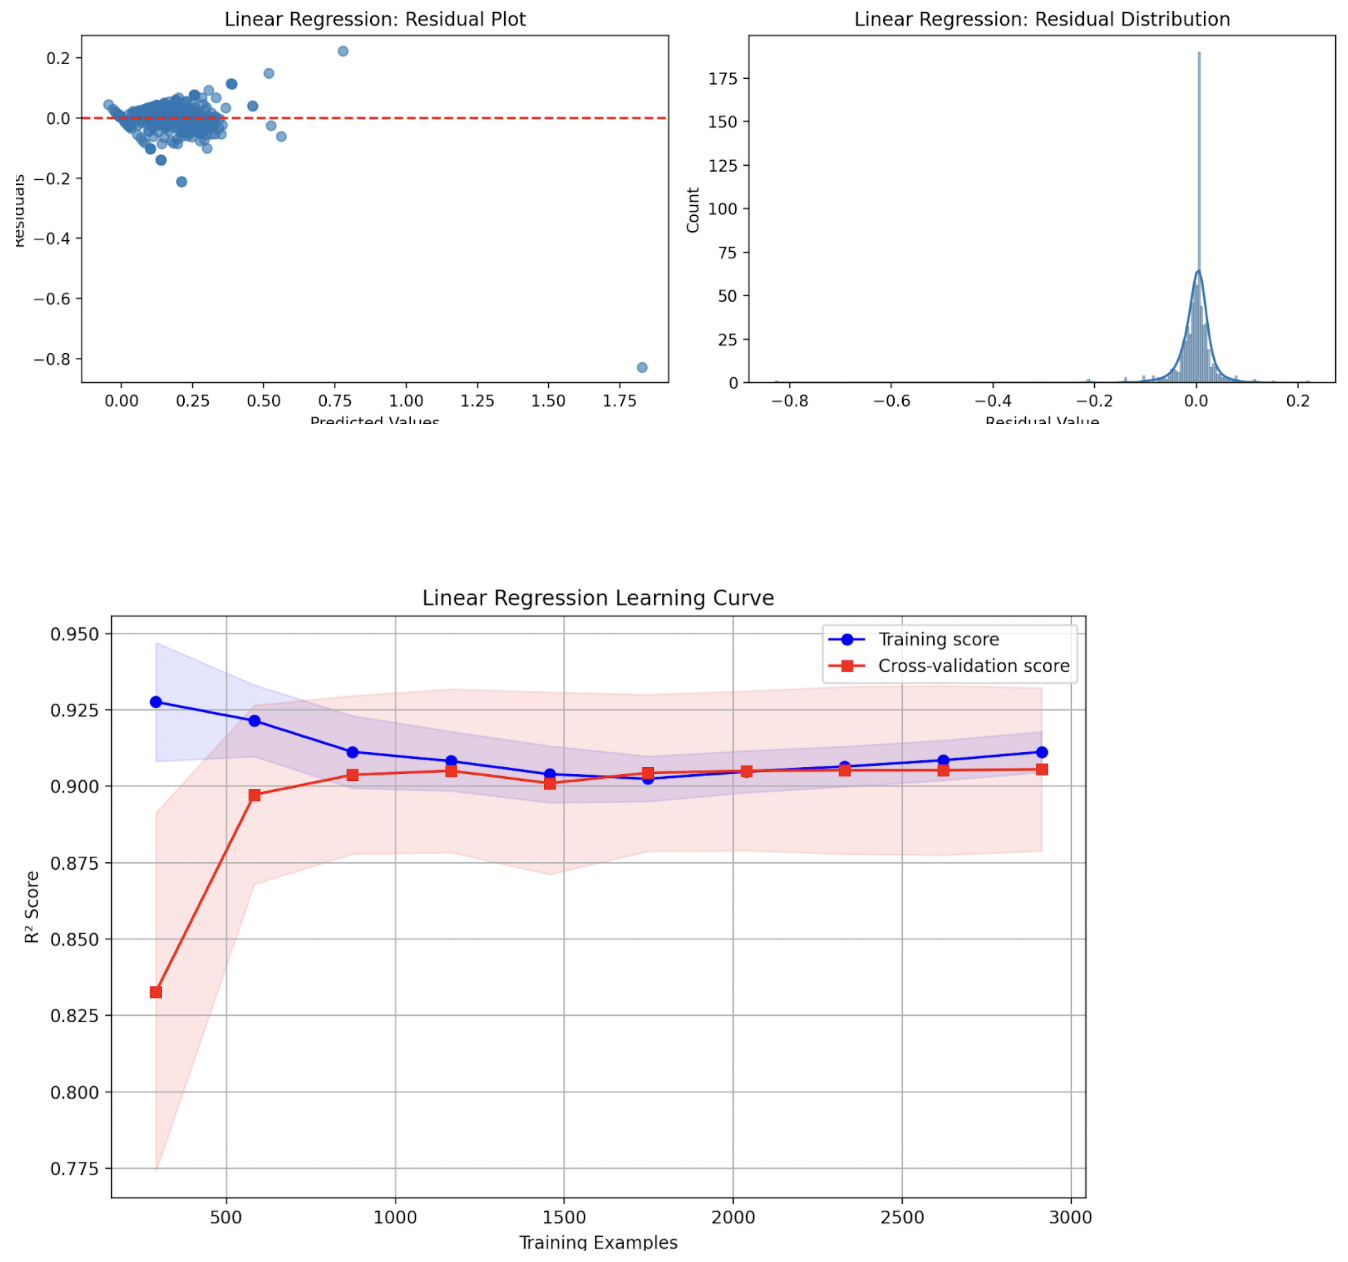 Linear Regression: Residual Plot
Residuals
0.2
0.0
−0.2
−0.4
−0.6
−0.8
0.00 0.25 0.50 0.75 1.00 1.25 1.50 1.75
Predicted Values
Linear Regression: Residual Distribution
Count
175
150
125
100
75
50
25
0
−0.8 −0.6 −0.4 −0.2 0.0 0.2
Residual Value
Linear Regression Learning Curve
Training score
Cross-validation score
R² Score
0.950
0.925
0.900
0.875
0.850
0.825
0.800
0.775
500 1000 1500 2000 2500 3000
Training Examples